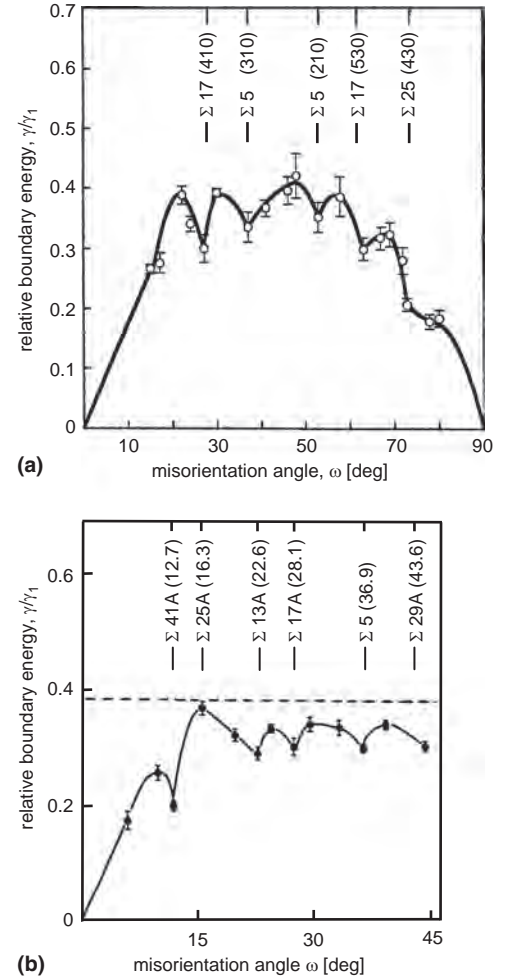 0.7
0.6
0.5
0.4
0.3
0.2
0.1
0
relative boundary energy, γ/γ1
Σ 17 (410)
Σ 5 (310)
Σ 5 (210)
Σ 17 (530)
Σ 25 (430)
10
30
50
70
90
(a)
misorientation angle, ω [deg]
0.6
0.4
0.2
0
relative boundary energy, γ/γ1
Σ 41A (12.7)
Σ 25A (16.3)
Σ 13A (22.6)
Σ 17A (28.1)
Σ 5 (36.9)
Σ 29A (43.6)
15
30
45
(b)
misorientation angle ω [deg]